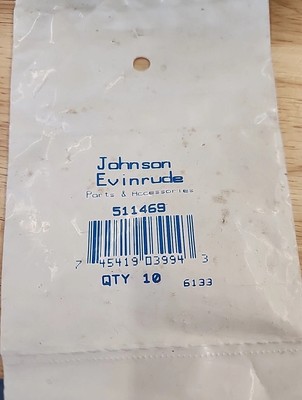 Johnson
Evinrude
Parts & Accessories
511469
7 45419 03994 3
QTY 10 6133